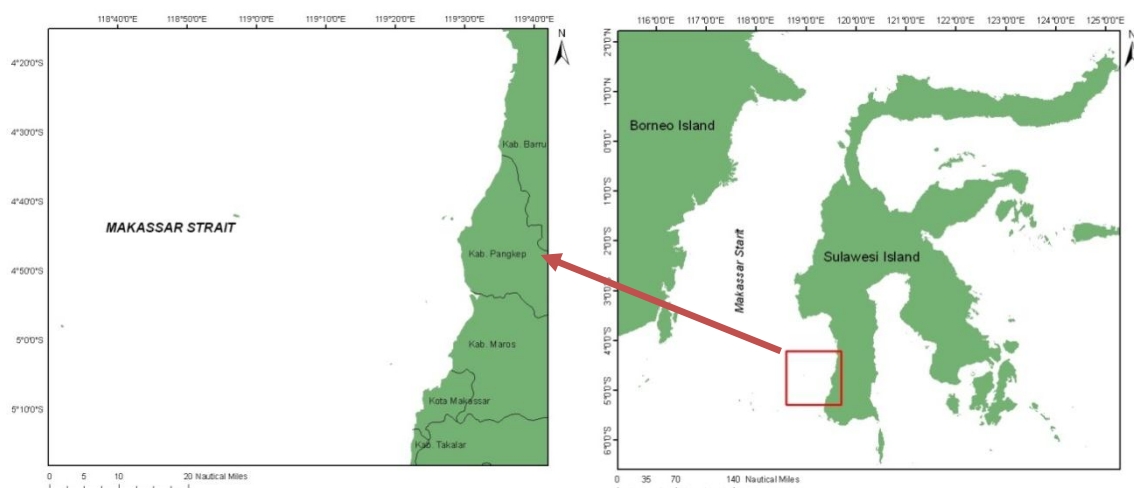 118°40'0"E 118°50'0"E 119°0'0"E 119°10'0"E 119°20'0"E 119°30'0"E 119°40'0"E
N
4°20'0"S
4°30'0"S
4°40'0"S
4°50'0"S
5°0'0"S
5°10'0"S
Kab. Barru
MAKASSAR STRAIT
Kab. Pangkep
Kab. Maros
Kota Makassar
Kab. Takalar
0 5 10 20 Nautical Miles
116°0'0"E 117°0'0"E 118°0'0"E 119°0'0"E 120°0'0"E 121°0'0"E 122°0'0"E 123°0'0"E 124°0'0"E 125°0'0"E
N
2°0'0"N
1°0'0"N
0°0'0"
1°0'0"S
2°0'0"S
3°0'0"S
4°0'0"S
5°0'0"S
6°0'0"S
Borneo Island
Makassar Starit
Sulawesi Island
0 35 70 140 Nautical Miles